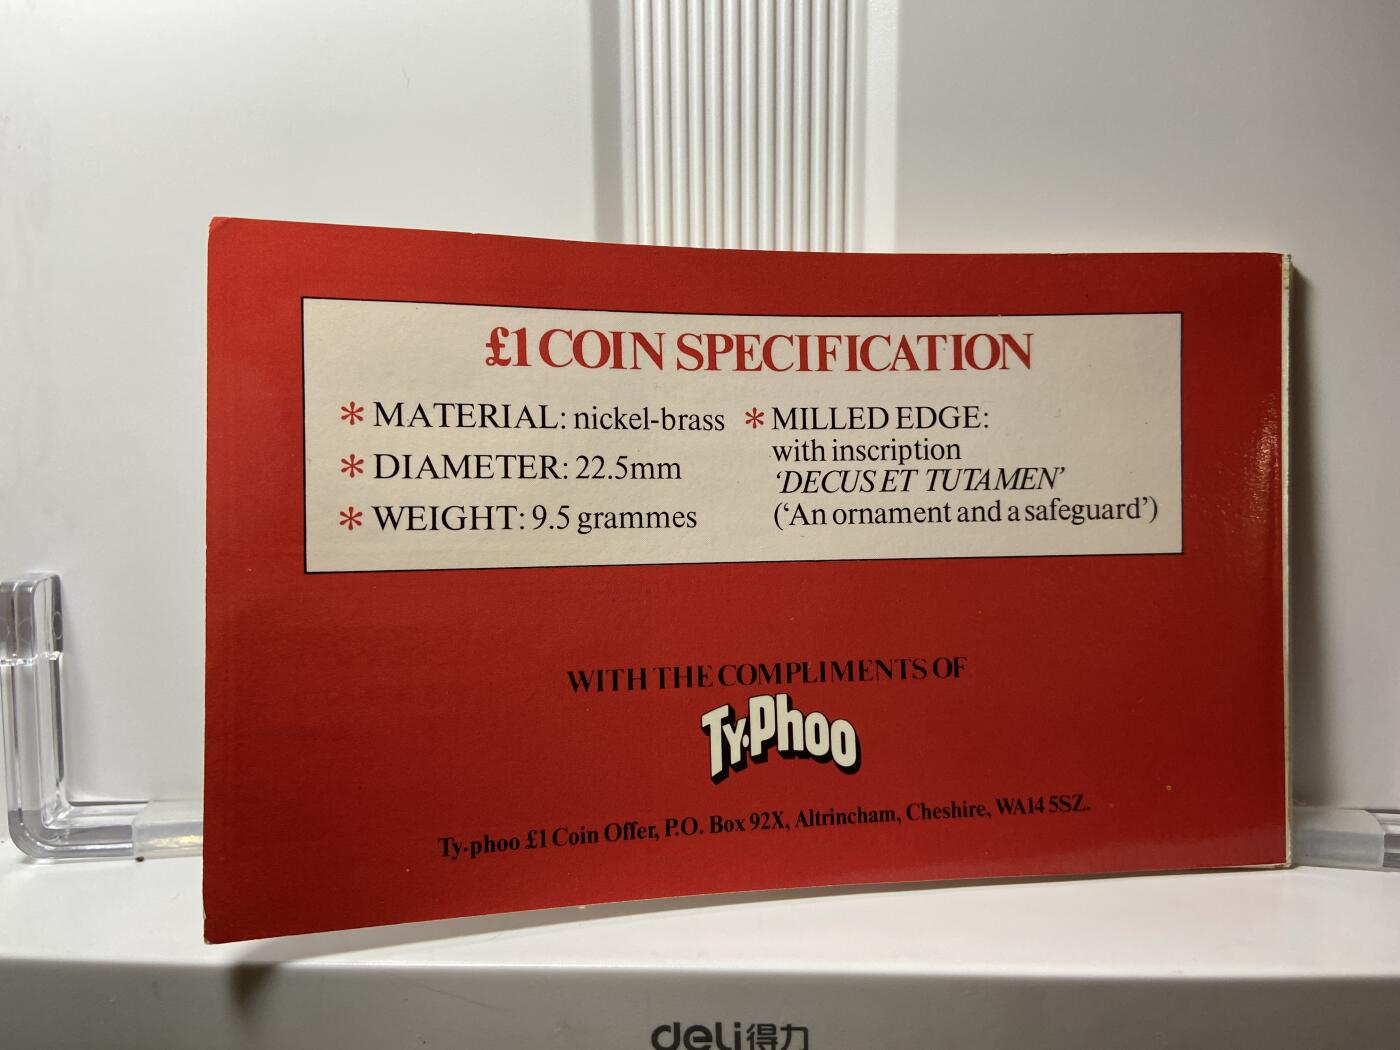 £1 COIN SPECIFICATION
* MATERIAL: nickel-brass
* DIAMETER: 22.5mm
* WEIGHT: 9.5 grammes
* MILLED EDGE:
with inscription
‘DECUS ET TUTAMEN’
(‘An ornament and a safeguard’)
WITH THE COMPLIMENTS OF
Ty·Phoo
Ty·phoo £1 Coin Offer, P.O. Box 92X, Altrincham, Cheshire, WA14 5SZ.
deli得力